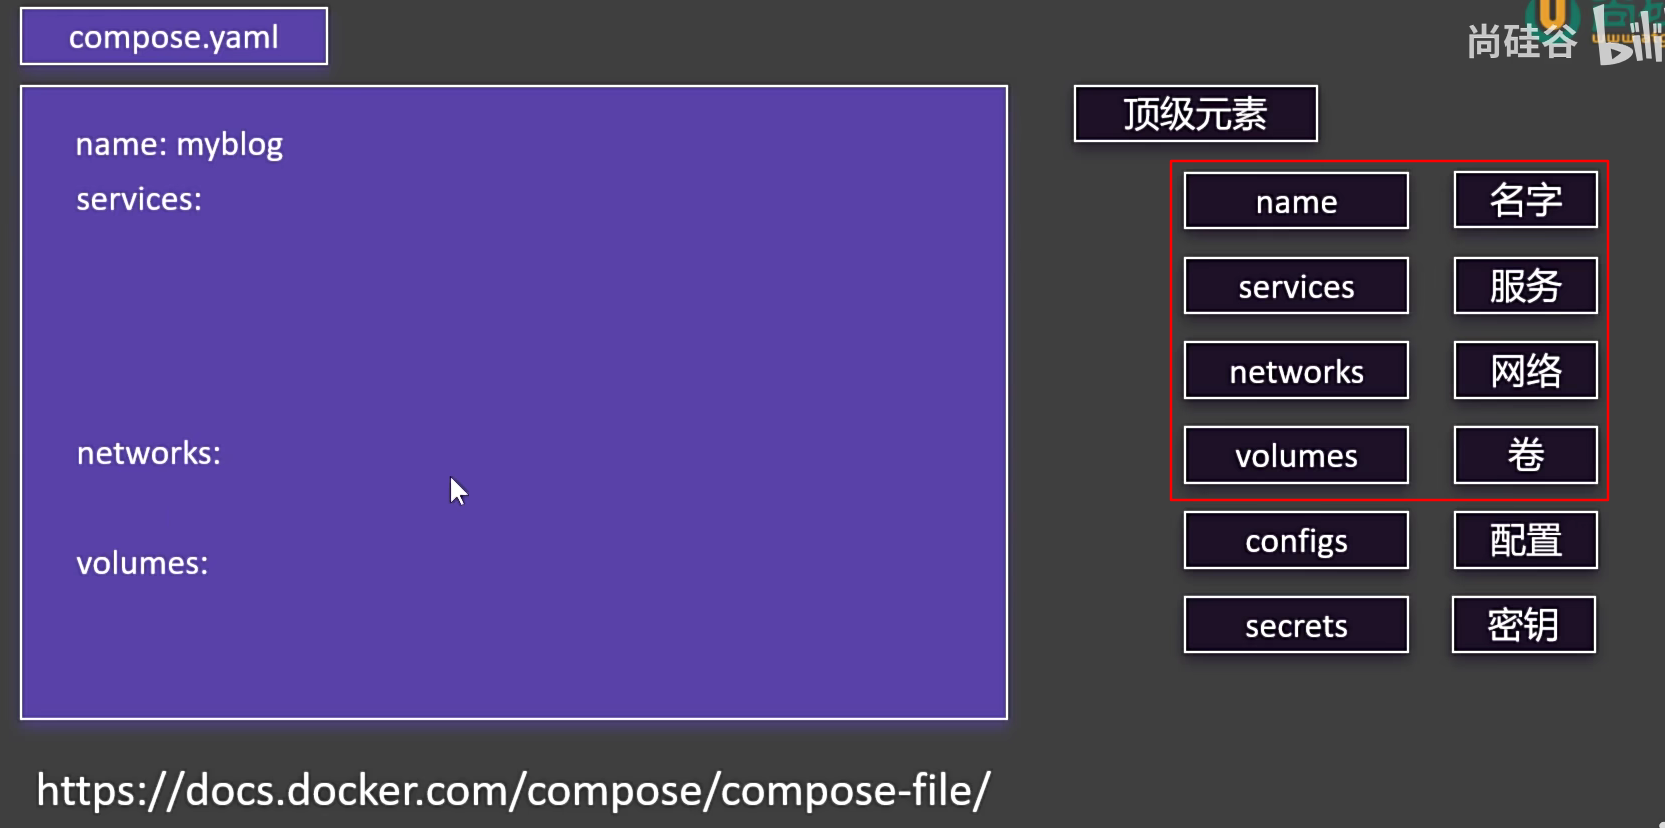 compose.yaml
name: myblog
services:
networks:
volumes:
顶级元素
name 名字
services 服务
networks 网络
volumes 卷
configs 配置
secrets 密钥
https://docs.docker.com/compose/compose-file/
尚硅谷
bili